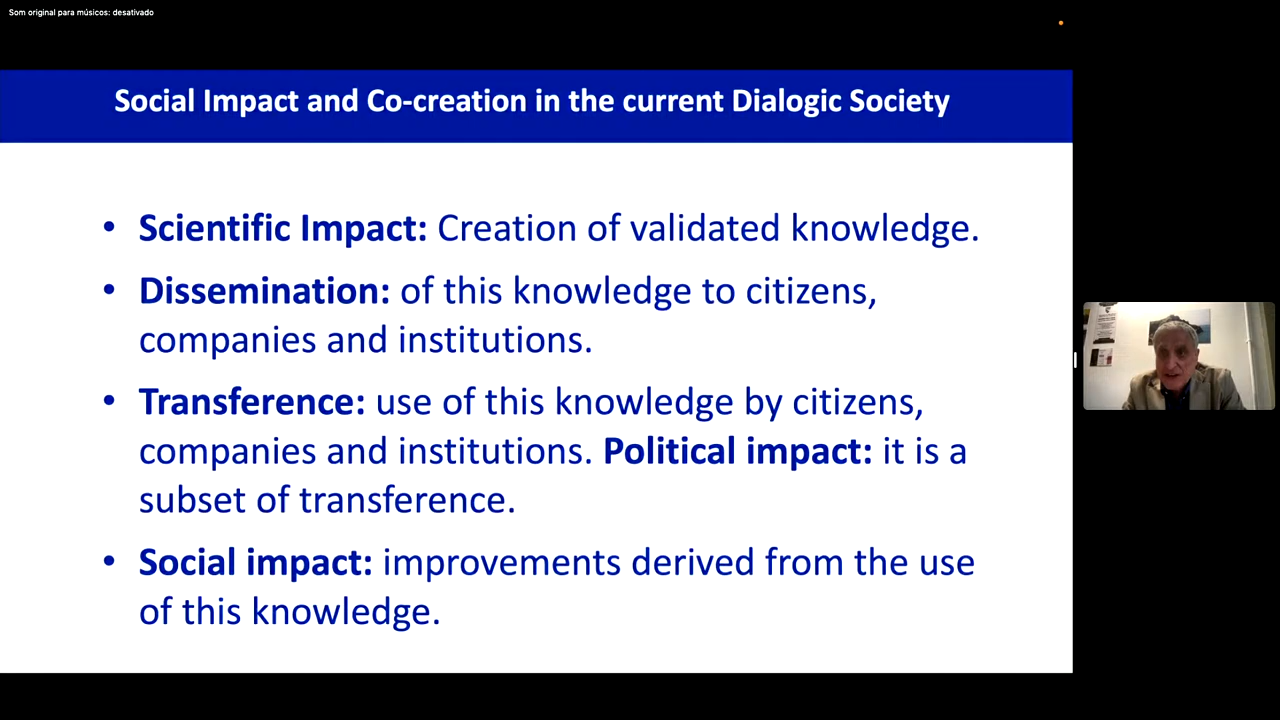 Som original para músicos: desativado
Social Impact and Co-creation in the current Dialogic Society
• Scientific Impact: Creation of validated knowledge.
• Dissemination: of this knowledge to citizens,
companies and institutions.
• Transference: use of this knowledge by citizens,
companies and institutions. Political impact: it is a
subset of transference.
• Social impact: improvements derived from the use
of this knowledge.